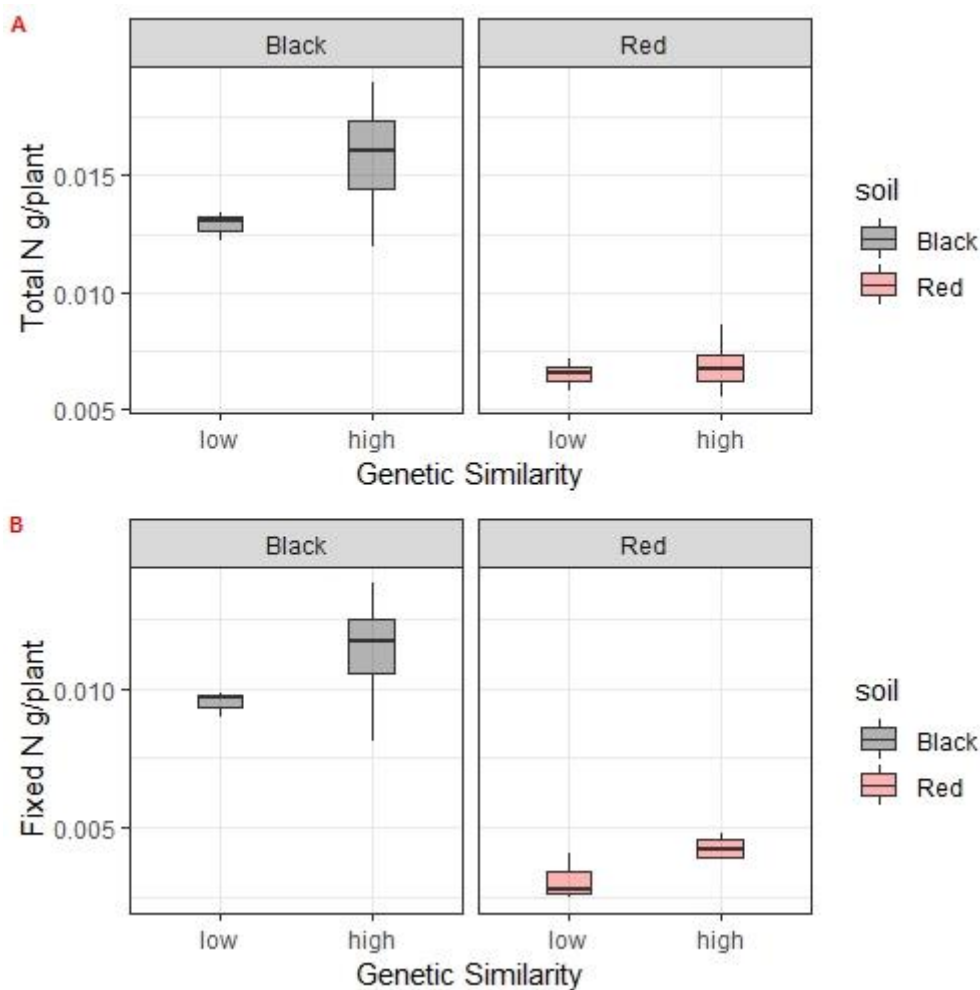 A
Black
Red
Total N g/plant
0.015
0.010
0.005
low
high
low
high
Genetic Similarity
soil
Black
Red
B
Black
Red
Fixed N g/plant
0.010
0.005
low
high
low
high
Genetic Similarity
soil
Black
Red